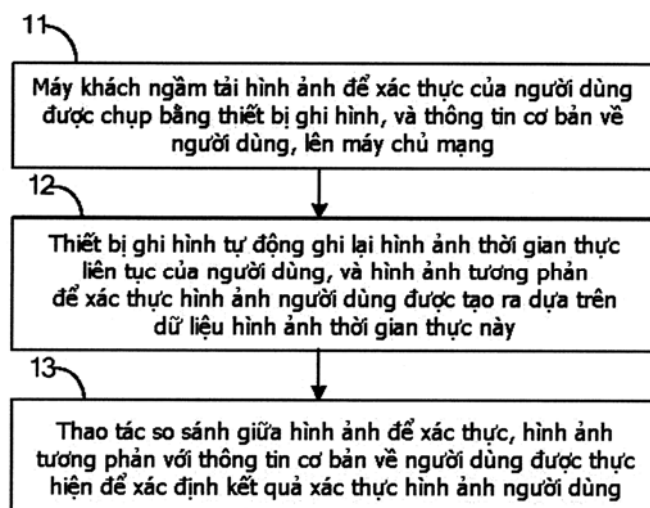 11
Máy khách ngầm tải hình ảnh để xác thực của người dùng
được chụp bằng thiết bị ghi hình, và thông tin cơ bản về
người dùng, lên máy chủ mạng
12
Thiết bị ghi hình tự động ghi lại hình ảnh thời gian thực
liên tục của người dùng, và hình ảnh tương phản
để xác thực hình ảnh người dùng được tạo ra dựa trên
dữ liệu hình ảnh thời gian thực này
13
Thao tác so sánh giữa hình ảnh để xác thực, hình ảnh
tương phản với thông tin cơ bản về người dùng được thực
hiện để xác định kết quả xác thực hình ảnh người dùng